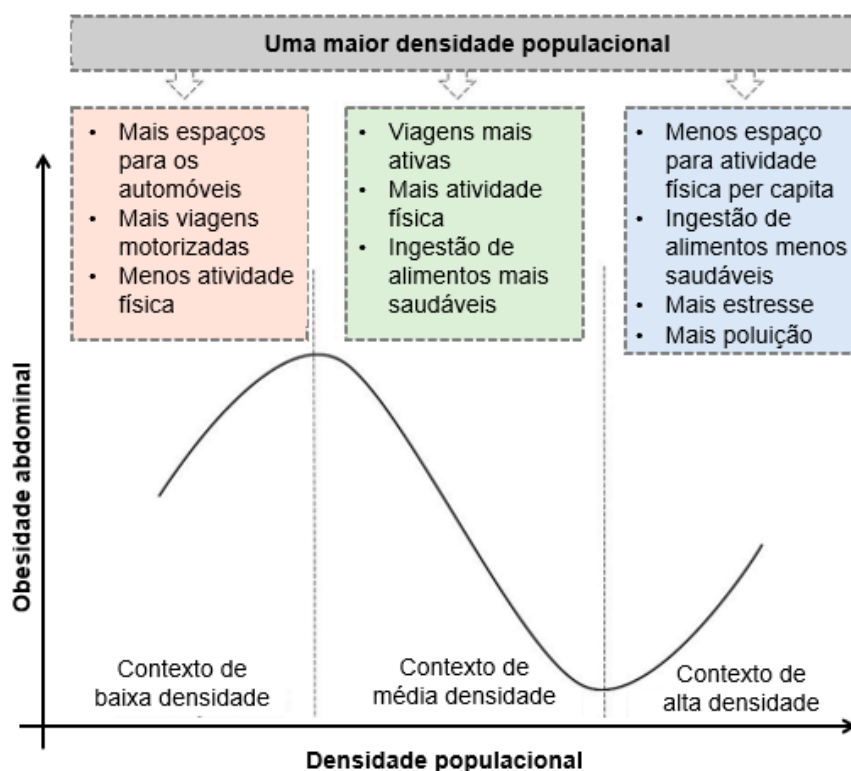 Uma maior densidade populacional
• Mais espaços
para os
automóveis
• Mais viagens
motorizadas
• Menos atividade
física
• Viagens mais
ativas
• Mais atividade
física
• Ingestão de
alimentos mais
saudáveis
• Menos espaço
para atividade
física per capita
• Ingestão de
alimentos menos
saudáveis
• Mais estresse
• Mais poluição
Obesidade abdominal
Contexto de
baixa densidade
Contexto de
média densidade
Contexto de
alta densidade
Densidade populacional